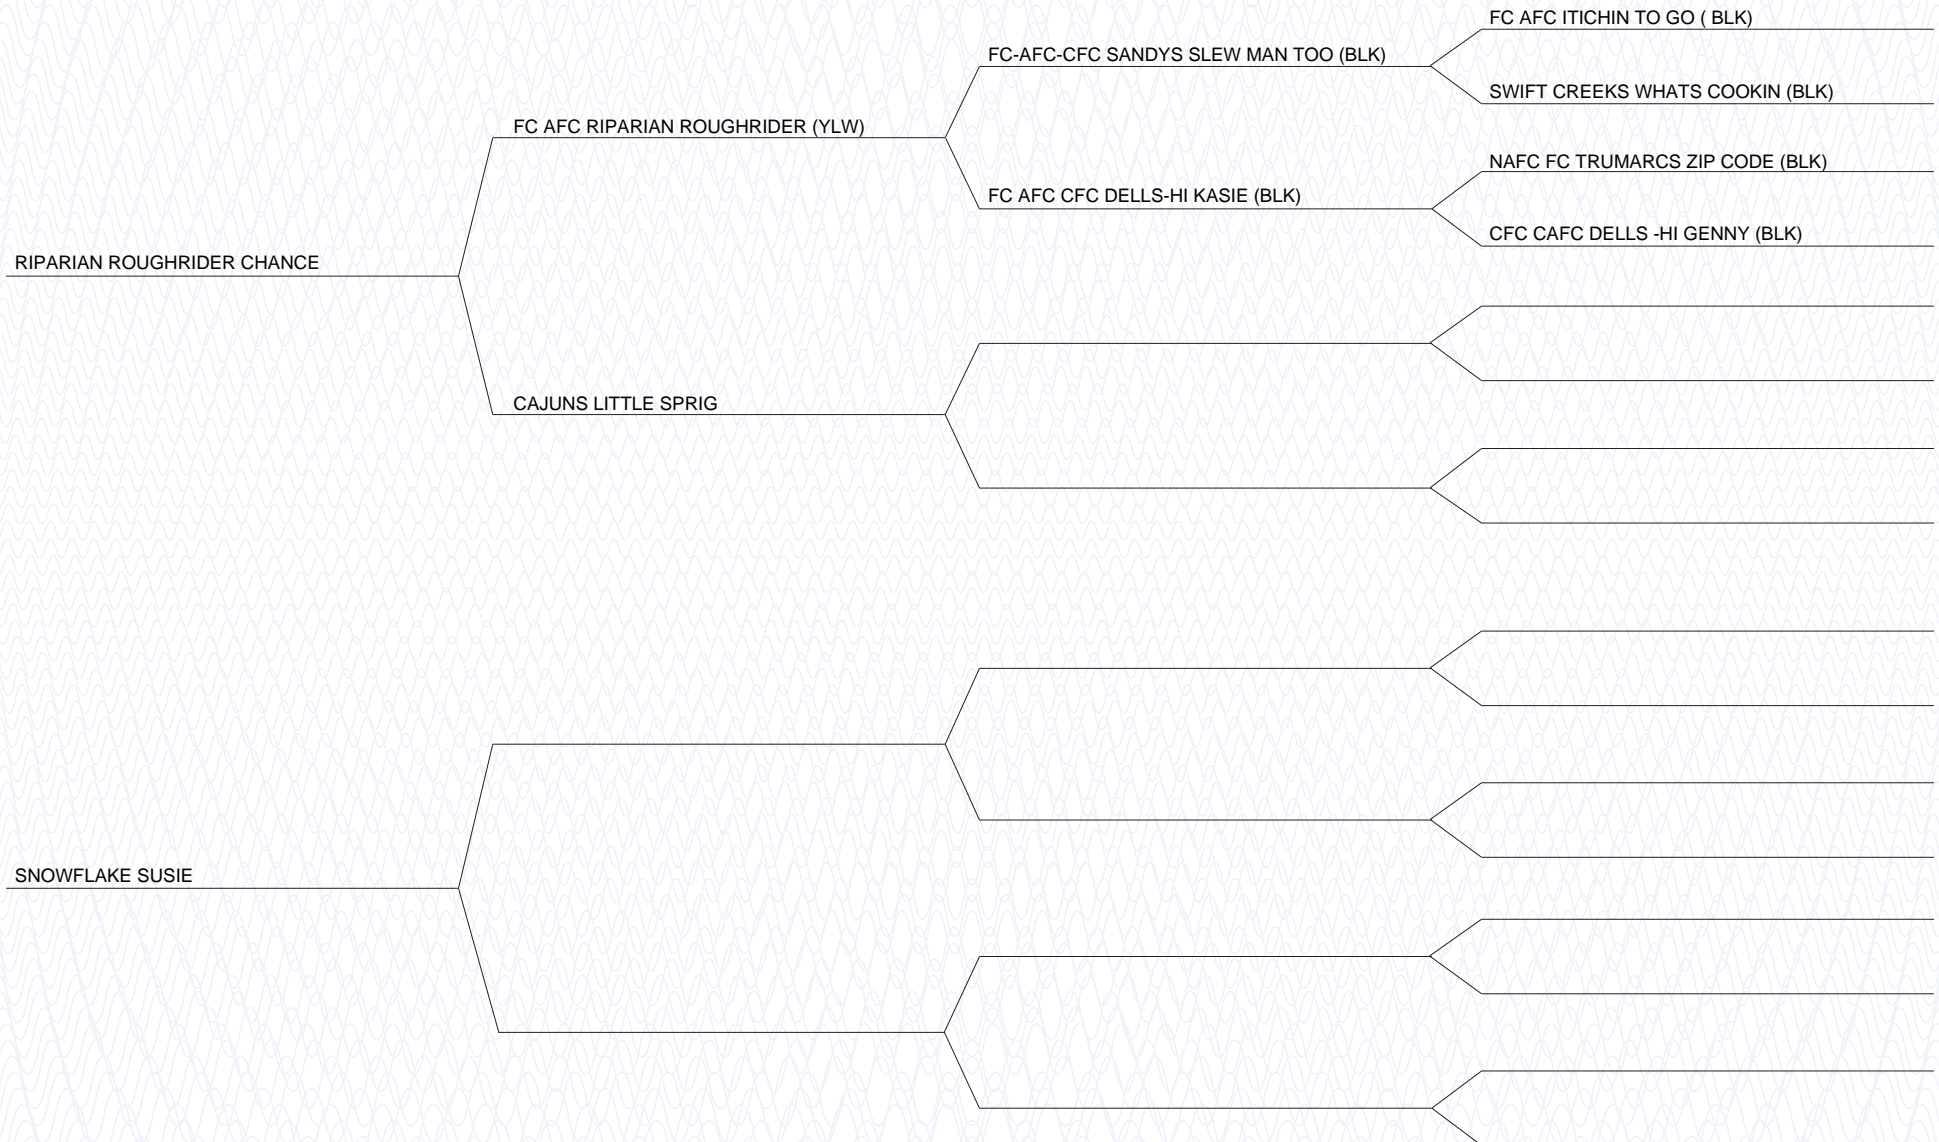 FC AFC ITICHIN TO GO ( BLK)
FC-AFC-CFC SANDYS SLEW MAN TOO (BLK)
SWIFT CREEKS WHATS COOKIN (BLK)
FC AFC RIPARIAN ROUGHRIDER (YLW)
NAFC FC TRUMARCS ZIP CODE (BLK)
FC AFC CFC DELLS-HI KASIE (BLK)
CFC CAFC DELLS -HI GENNY (BLK)
RIPARIAN ROUGHRIDER CHANCE
CAJUNS LITTLE SPRIG
SNOWFLAKE SUSIE